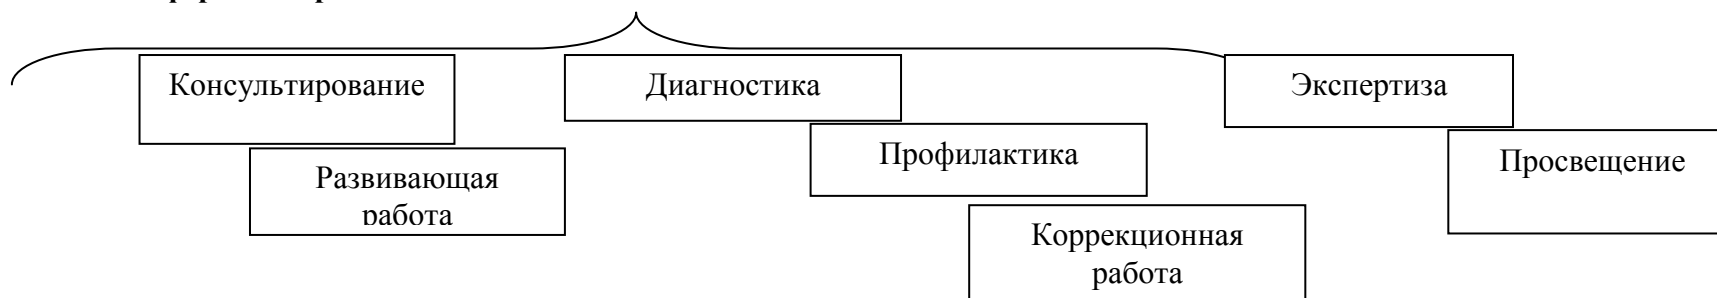 Консультирование
Диагностика
Экспертиза
Профилактика
Просвещение
Развивающая
работа
Коррекционная
работа